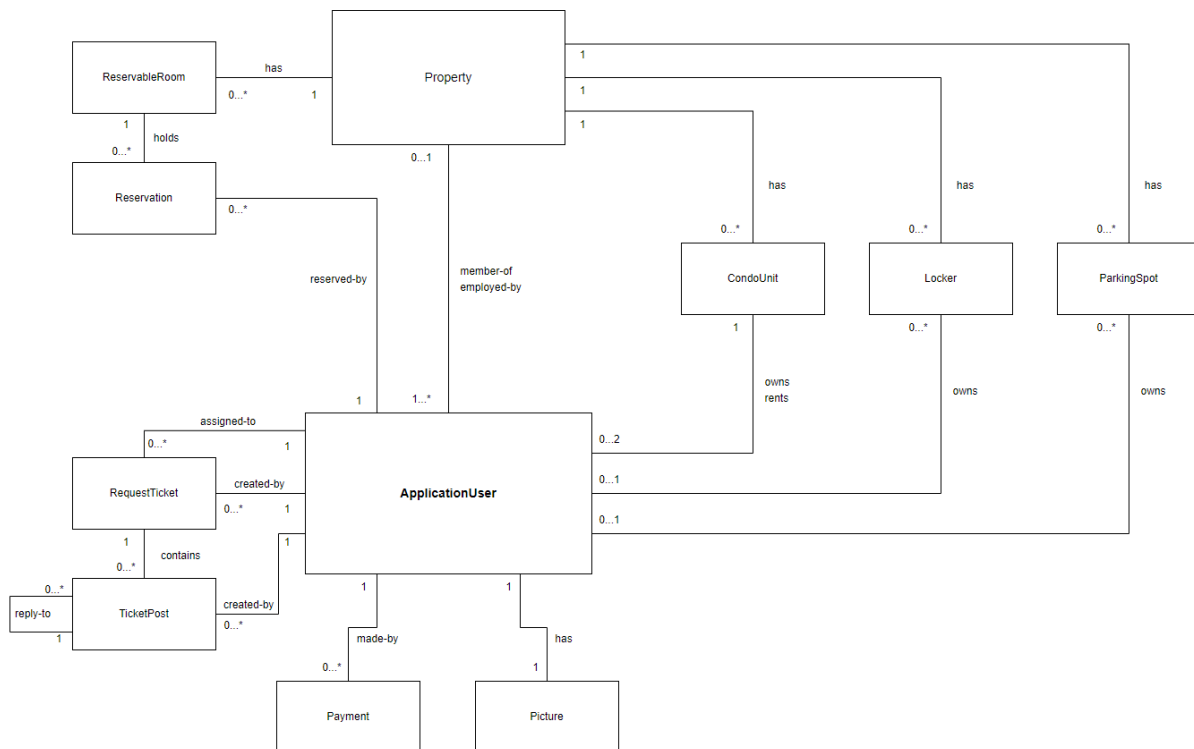 ReservableRoom
has
0...*
1
Property
1
1
1
1
holds
0...*
Reservation
0...*
0...1
has
has
has
0...*
0...*
0...*
reserved-by
member-of
employed-by
CondoUnit
Locker
ParkingSpot
1
0...*
0...*
owns
rents
owns
owns
1
1...*
assigned-to
0...*
1
0...2
RequestTicket
created-by
0...*
1
ApplicationUser
0...1
0...1
1
contains
0...*
1
0...*
reply-to
1
TicketPost
created-by
0...*
1
1
made-by
has
0...*
1
Payment
Picture